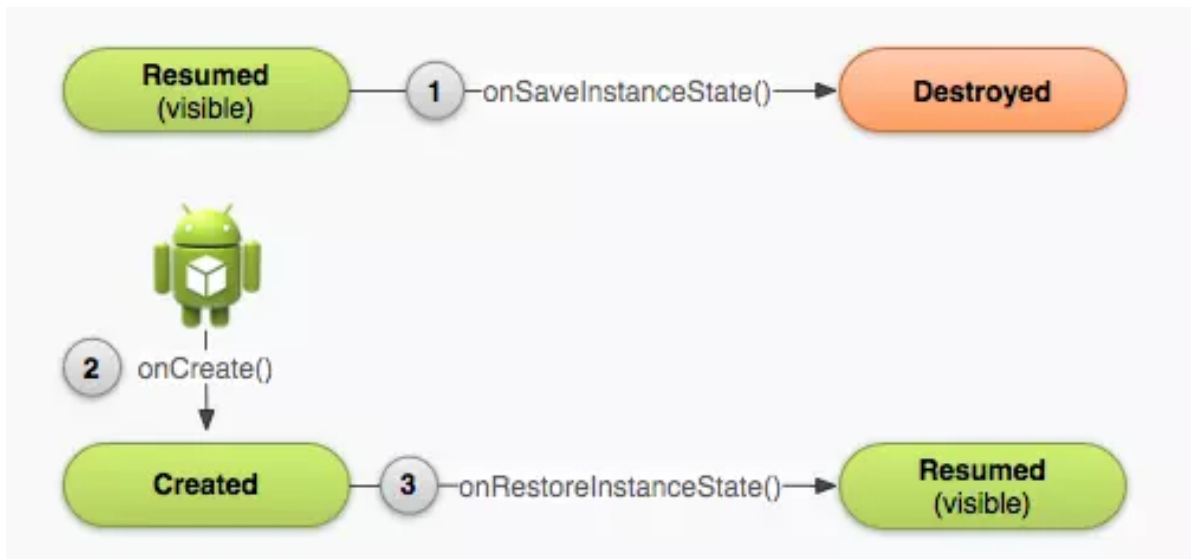 Resumed
(visible)
1
onSaveInstanceState()
Destroyed
2
onCreate()
Created
3
onRestoreInstanceState()
Resumed
(visible)